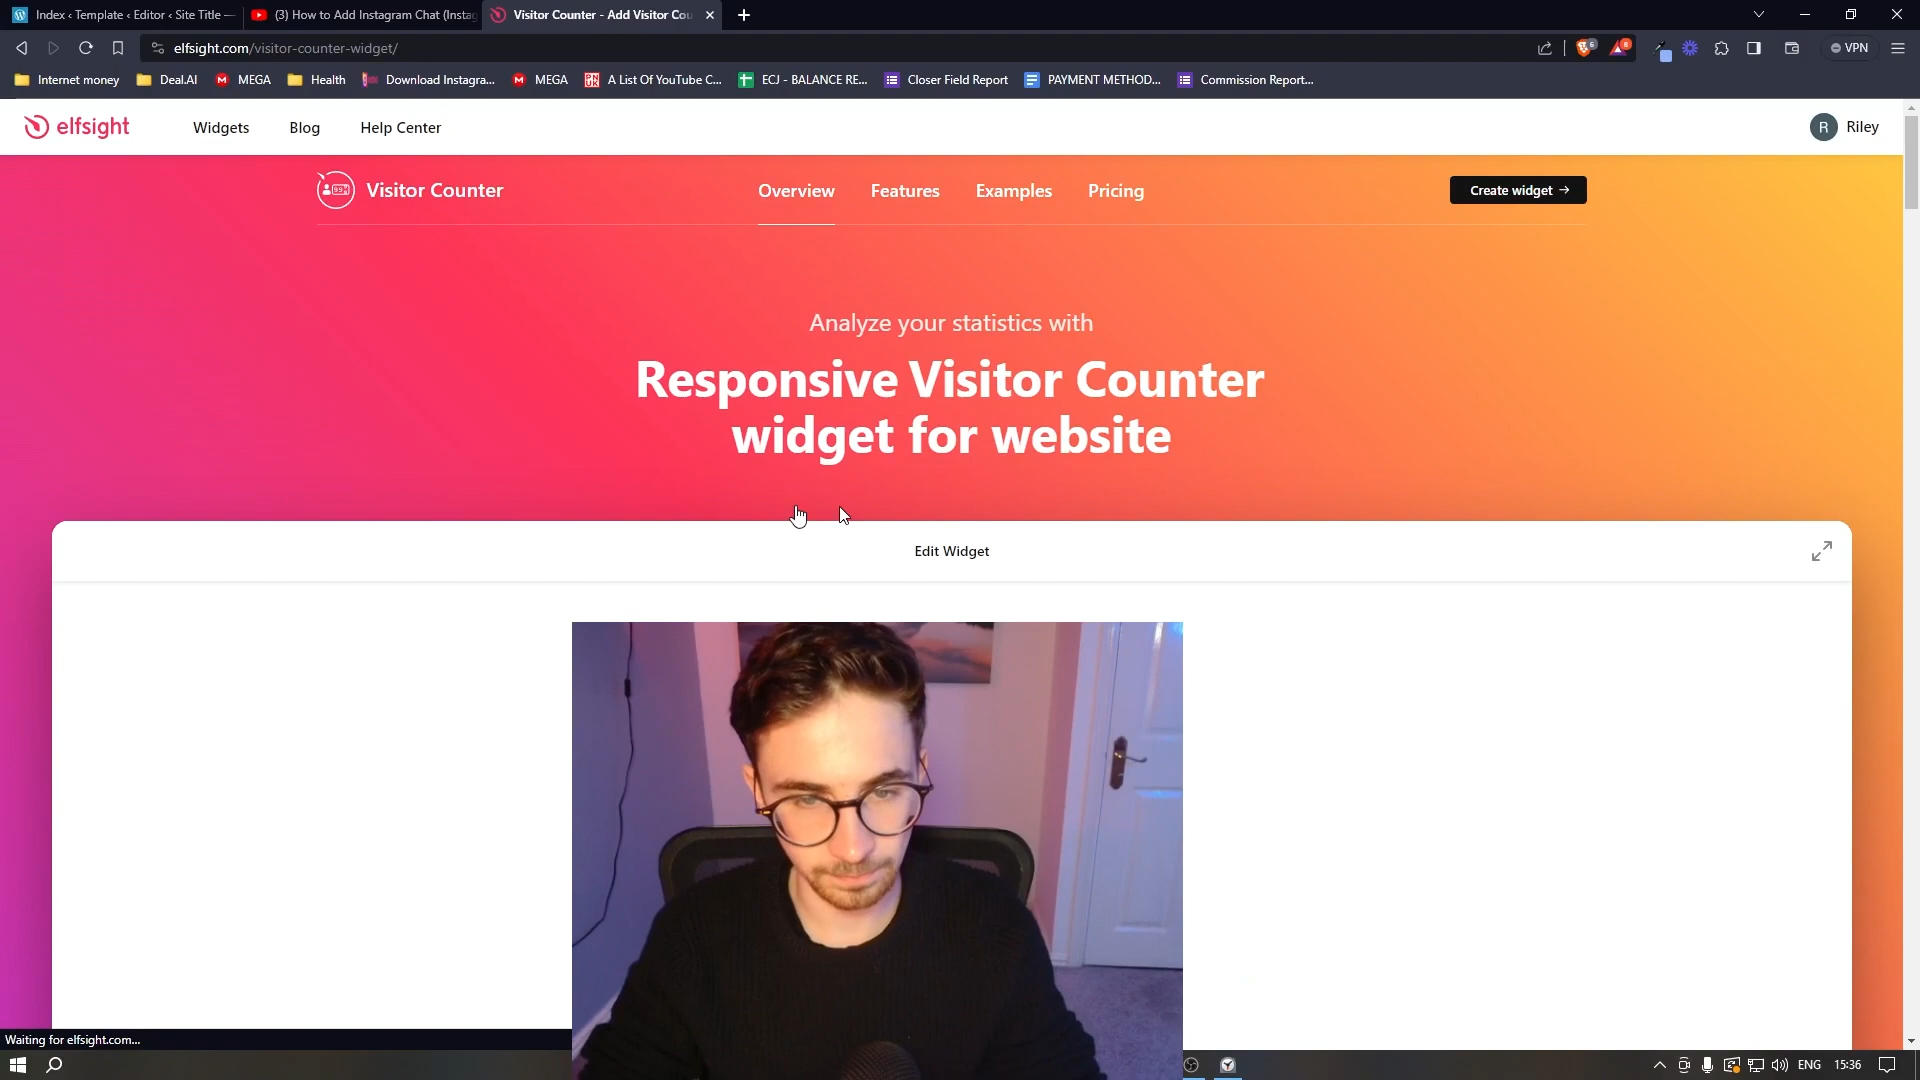 Index ‹ Template ‹ Editor ‹ Site Title —
(3) How to Add Instagram Chat (Instag
Visitor Counter - Add Visitor Cou
elfsight.com/visitor-counter-widget/
6
8
VPN
Internet money
Deal.AI
MEGA
Health
Download Instagra...
MEGA
A List Of YouTube C...
ECJ - BALANCE RE...
Closer Field Report
PAYMENT METHOD...
Commission Report...
elfsight
Widgets
Blog
Help Center
R
Riley
Visitor Counter
Overview
Features
Examples
Pricing
Create widget →
Analyze your statistics with
Responsive Visitor Counter
widget for website
Edit Widget
Waiting for elfsight.com...
ENG
15:36